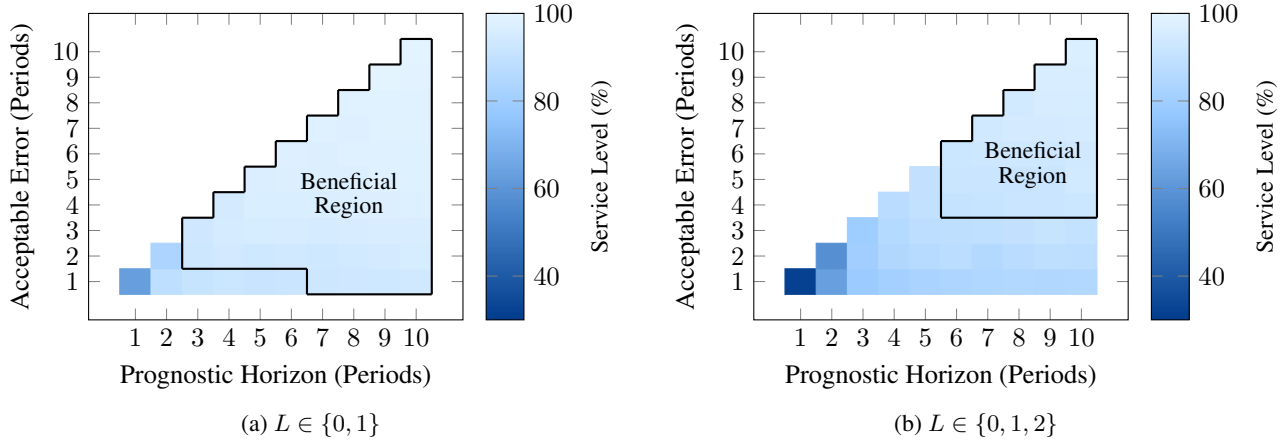 10
9
8
7
6
5
4
3
2
1
Acceptable Error (Periods)
Beneficial
Region
1 2 3 4 5 6 7 8 9 10
Prognostic Horizon (Periods)
100
80
60
40
Service Level (%)
(a) L ∈ {0, 1}
10
9
8
7
6
5
4
3
2
1
Acceptable Error (Periods)
Beneficial
Region
1 2 3 4 5 6 7 8 9 10
Prognostic Horizon (Periods)
100
80
60
40
Service Level (%)
(b) L ∈ {0, 1, 2}